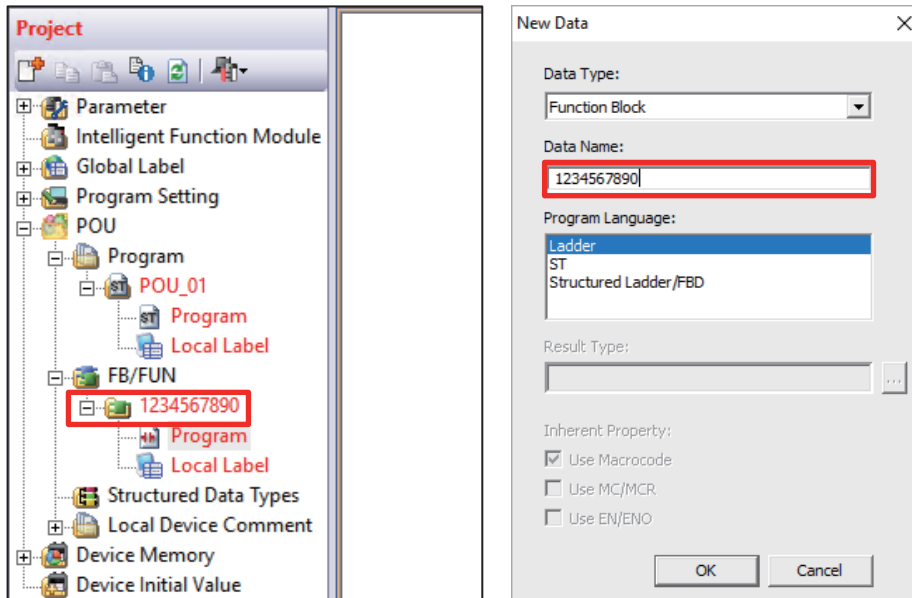 Project
Parameter
Intelligent Function Module
Global Label
Program Setting
POU
Program
ST POU_01
ST Program
Local Label
FB/FUN
1234567890
Program
Local Label
Structured Data Types
Local Device Comment
Device Memory
Device Initial Value
New Data
Data Type:
Function Block
Data Name:
1234567890
Program Language:
Ladder
ST
Structured Ladder/FBD
Result Type:
...
Inherent Property:
Use Macrocode
Use MC/MCR
Use EN/ENO
OK Cancel